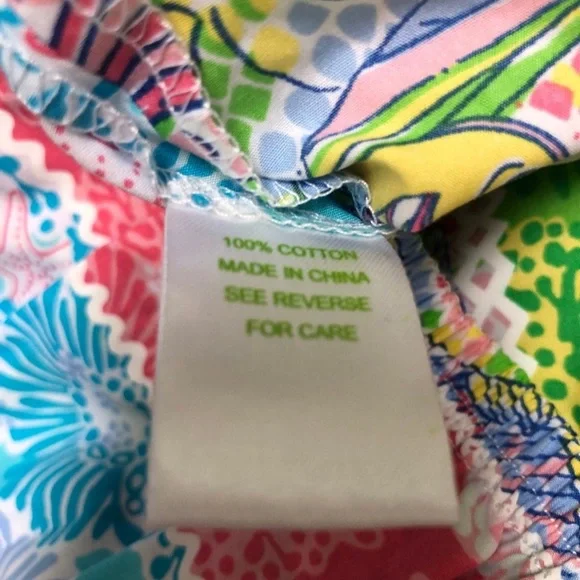 100% COTTON
MADE IN CHINA
SEE REVERSE
FOR CARE